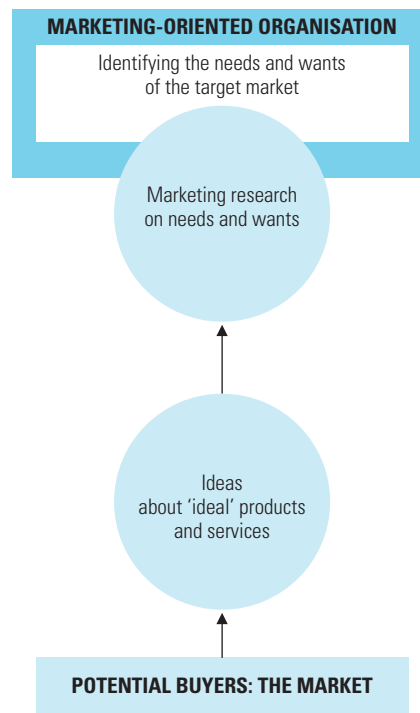 MARKETING-ORIENTED ORGANISATION
Identifying the needs and wants
of the target market
Marketing research
on needs and wants
Ideas
about ‘ideal’ products
and services
POTENTIAL BUYERS: THE MARKET